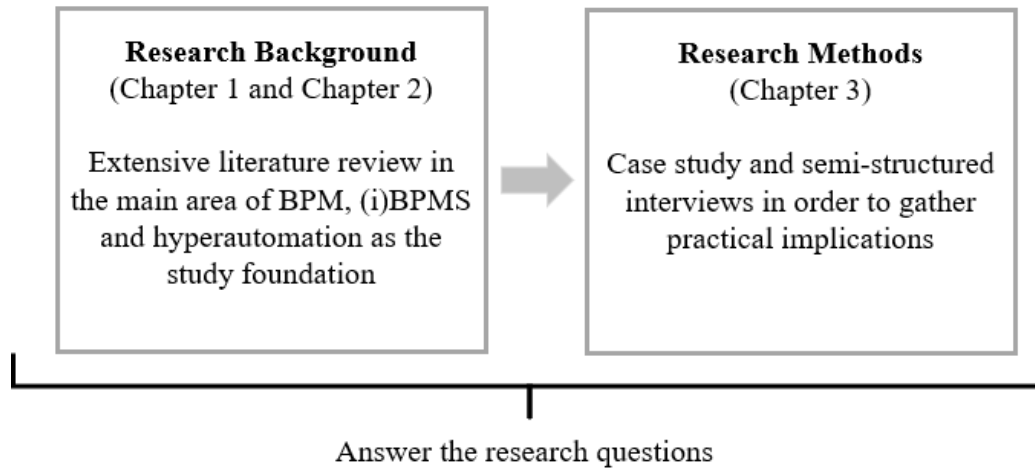 Research Background
(Chapter 1 and Chapter 2)
Extensive literature review in
the main area of BPM, (i)BPMS
and hyperautomation as the
study foundation
Research Methods
(Chapter 3)
Case study and semi-structured
interviews in order to gather
practical implications
Answer the research questions